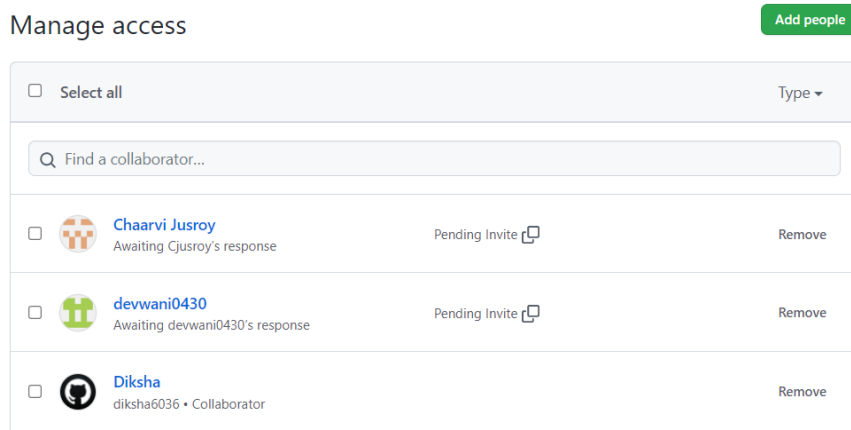 Manage access
Add people
Select all
Type
Find a collaborator...
Chaarvi Jusroy
Awaiting Cjusroy's response
Pending Invite
Remove
devwani0430
Awaiting devwani0430's response
Pending Invite
Remove
Diksha
diksha6036 • Collaborator
Remove